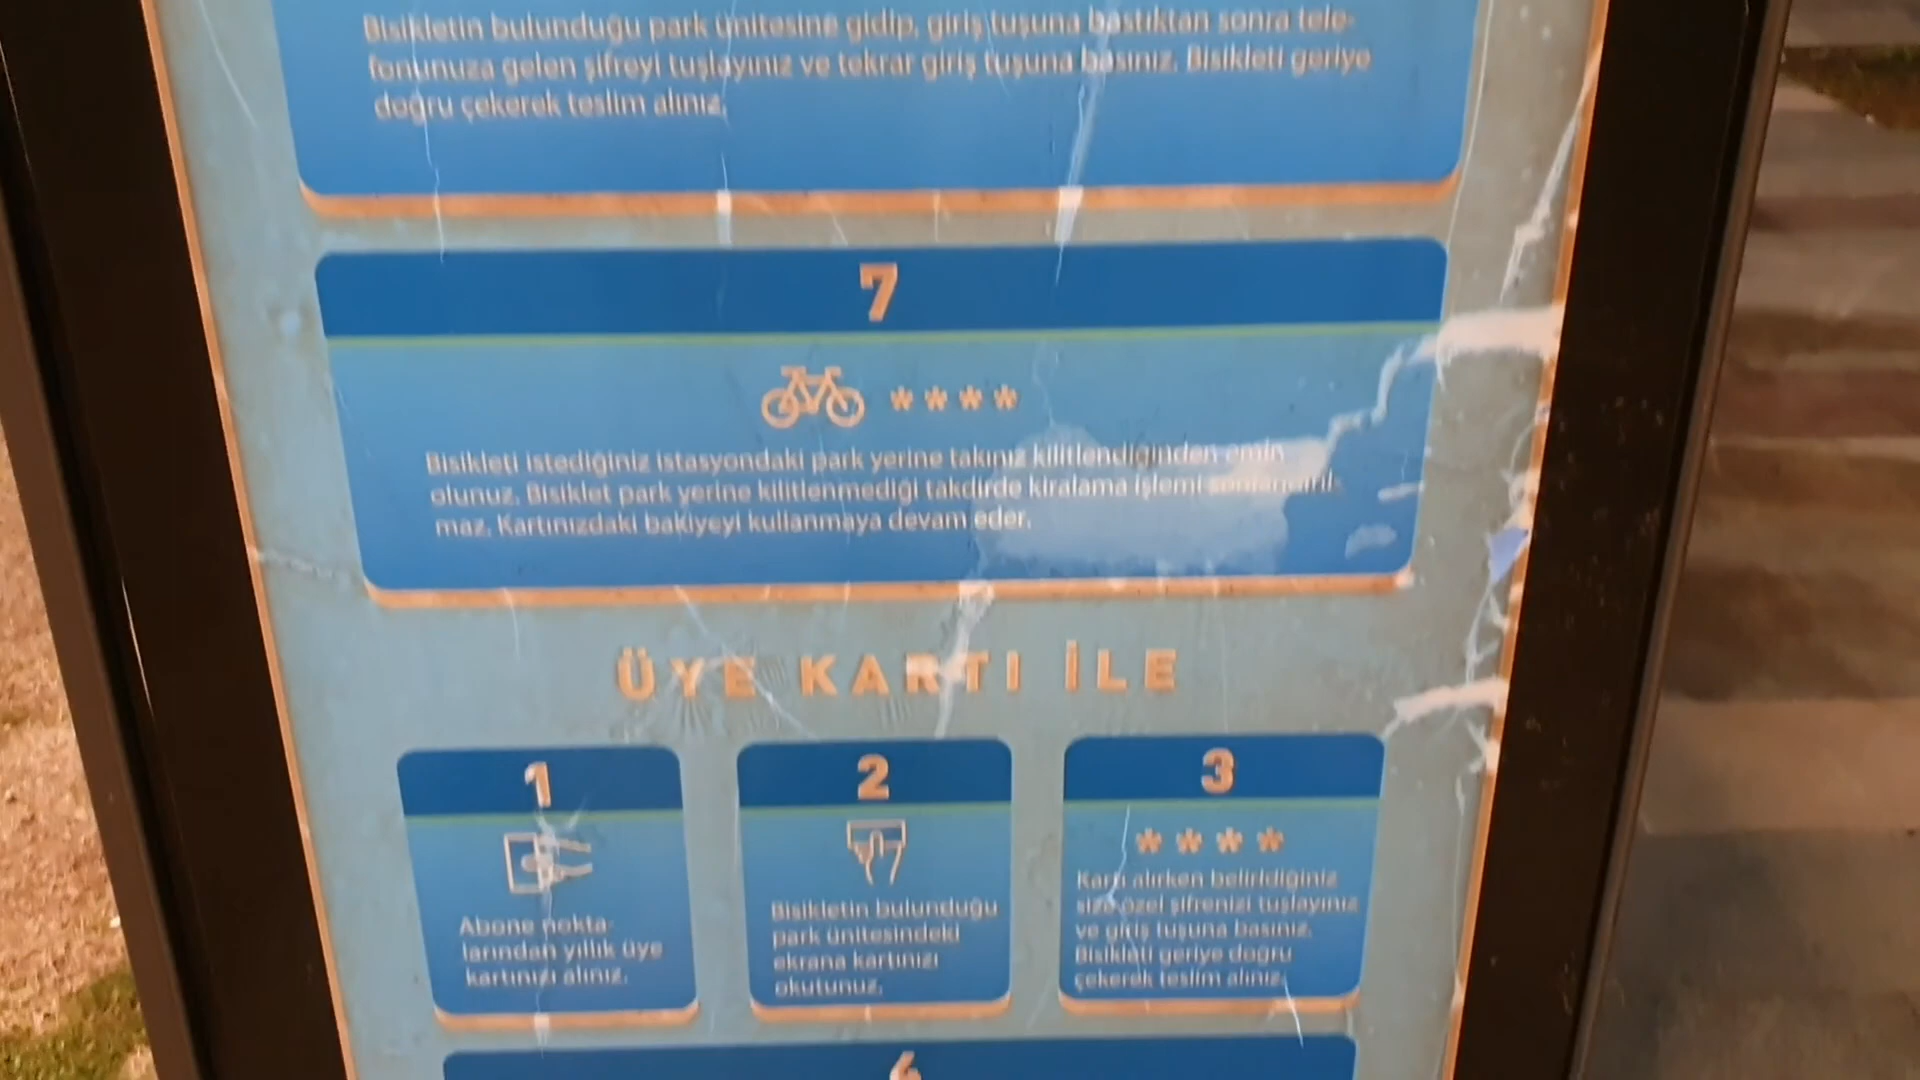 Bisikletin bulunduğu park ünitesine gidip, giriş tuşuna bastıktan sonra tele-
fonunuza gelen şifreyi tuşlayınız ve tekrar giriş tuşuna basınız. Bisikleti geriye
doğru çekerek teslim alınız.
7
****
Bisikleti istediğiniz istasyondaki park yerine takınız kilitlendiğinden emin
olunuz. Bisiklet park yerine kilitlenmediği takdirde kiralama işlemi sonlandırıl-
maz. Kartınızdaki bakiyeyi kullanmaya devam eder.
ÜYE KARTI İLE
1
Abone nokta-
larından yıllık üye
kartınızı alınız.
2
Bisikletin bulunduğu
park ünitesindeki
ekrana kartınızı
okutunuz.
3
****
Kartı alırken belirlediğiniz
size özel şifrenizi tuşlayınız
ve giriş tuşuna basınız.
Bisikleti geriye doğru
çekerek teslim alınız.